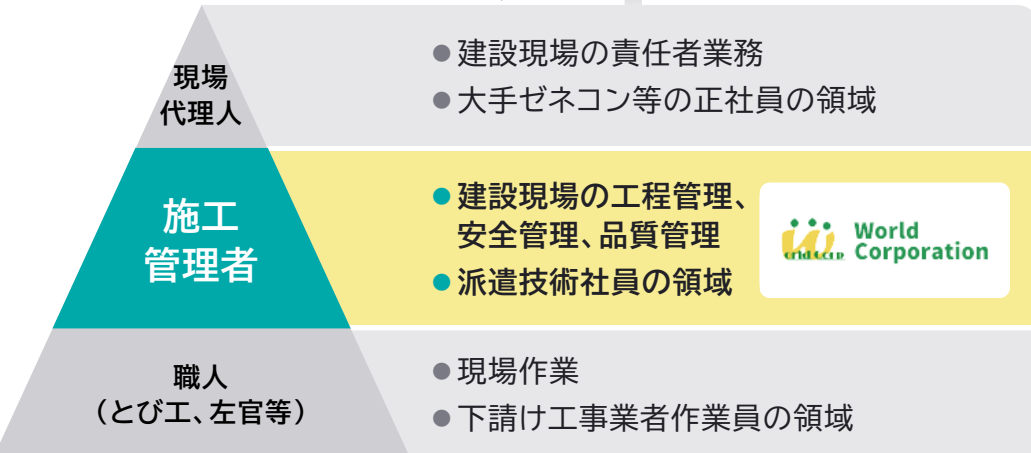 現場
代理人
●建設現場の責任者業務
●大手ゼネコン等の正社員の領域
施工
管理者
●建設現場の工程管理、
安全管理、品質管理
●派遣技術社員の領域
World
Corporation
職人
（とび工、左官等）
●現場作業
●下請け工事業者作業員の領域